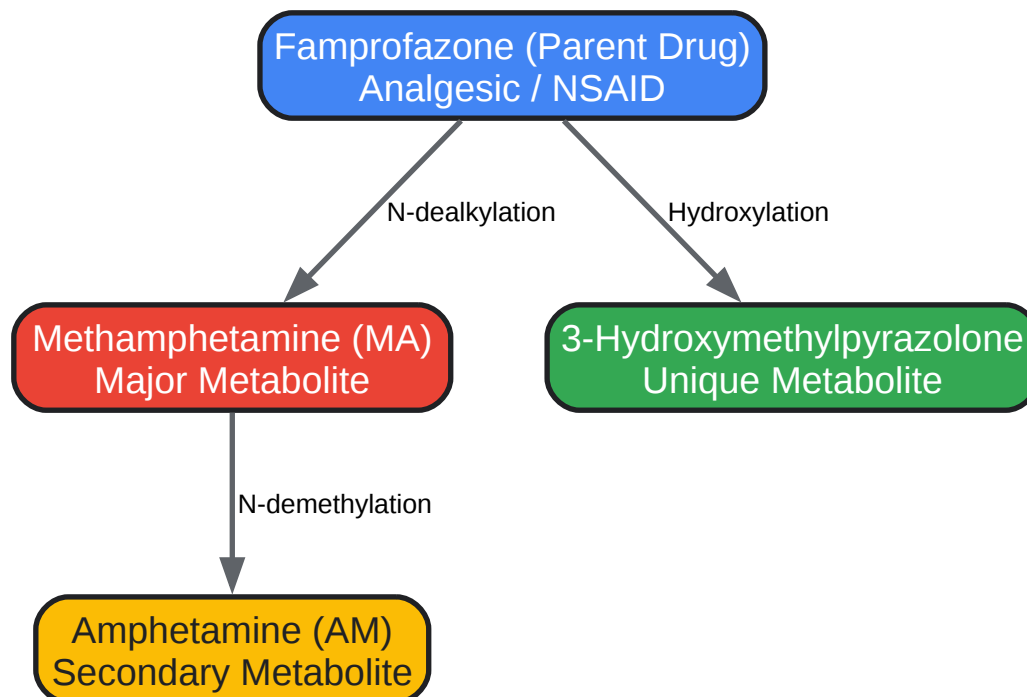 Famprofazone (Parent Drug)
Analgesic / NSAID
N-dealkylation
Hydroxylation
Methamphetamine (MA)
Major Metabolite
3-Hydroxymethylpyrazolone
Unique Metabolite
N-demethylation
Amphetamine (AM)
Secondary Metabolite